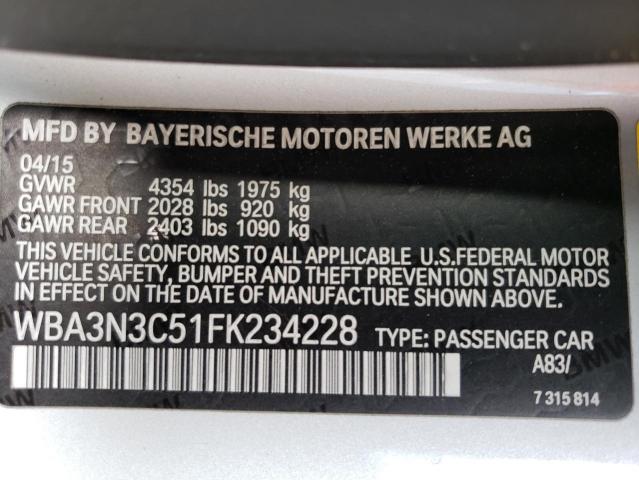 MFD BY BAYERISCHE MOTOREN WERKE AG
04/15
GVWR 4354 lbs 1975 kg
GAWR FRONT 2028 lbs 920 kg
GAWR REAR 2403 lbs 1090 kg
THIS VEHICLE CONFORMS TO ALL APPLICABLE U.S.FEDERAL MOTOR
VEHICLE SAFETY, BUMPER AND THEFT PREVENTION STANDARDS
IN EFFECT ON THE DATE OF MANUFACTURE SHOWN ABOVE.
WBA3N3C51FK234228 TYPE: PASSENGER CAR
A83/
7 315 814